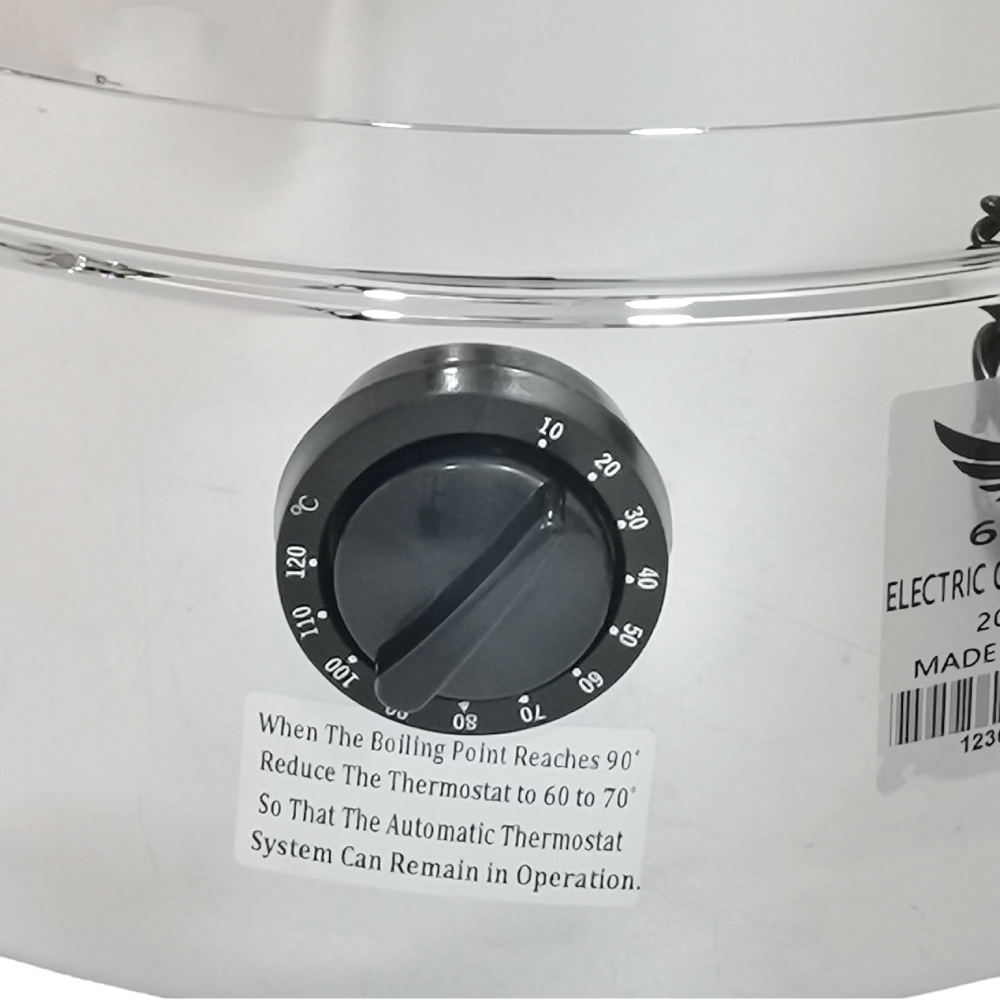 10
20
30
40
50
60
70
80
100
110
120
°C
When The Boiling Point Reaches 90°
Reduce The Thermostat to 60 to 70°
So That The Automatic Thermostat
System Can Remain in Operation.
ELECTRIC
MADE